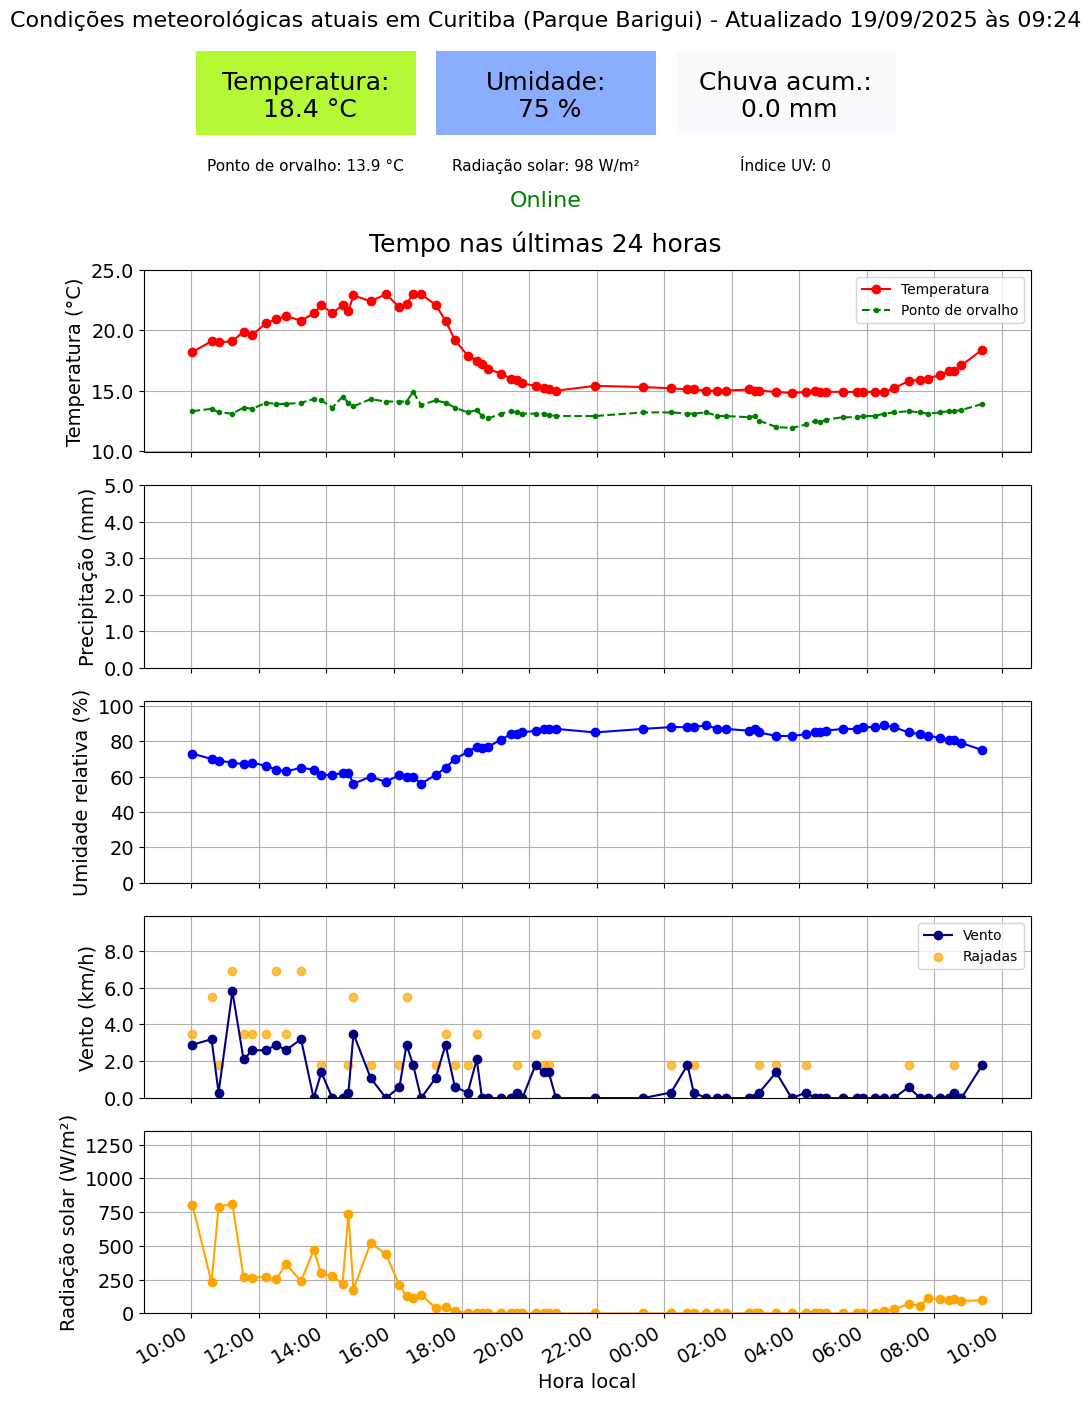 Condições meteorológicas atuais em Curitiba (Parque Barigui) - Atualizado 19/09/2025 às 09:24
Temperatura:
18.4 °C
Umidade:
75 %
Chuva acum.:
0.0 mm
Ponto de orvalho: 13.9 °C
Radiação solar: 98 W/m²
Índice UV: 0
Online
Tempo nas últimas 24 horas
Temperatura (°C)
25.0
20.0
15.0
10.0
Temperatura
Ponto de orvalho
Precipitação (mm)
5.0
4.0
3.0
2.0
1.0
0.0
Umidade relativa (%)
100
80
60
40
20
0
Vento (km/h)
8.0
6.0
4.0
2.0
0.0
Vento
Rajadas
Radiação solar (W/m²)
1250
1000
750
500
250
0
10:00
12:00
14:00
16:00
18:00
20:00
22:00
00:00
02:00
04:00
06:00
08:00
10:00
Hora local